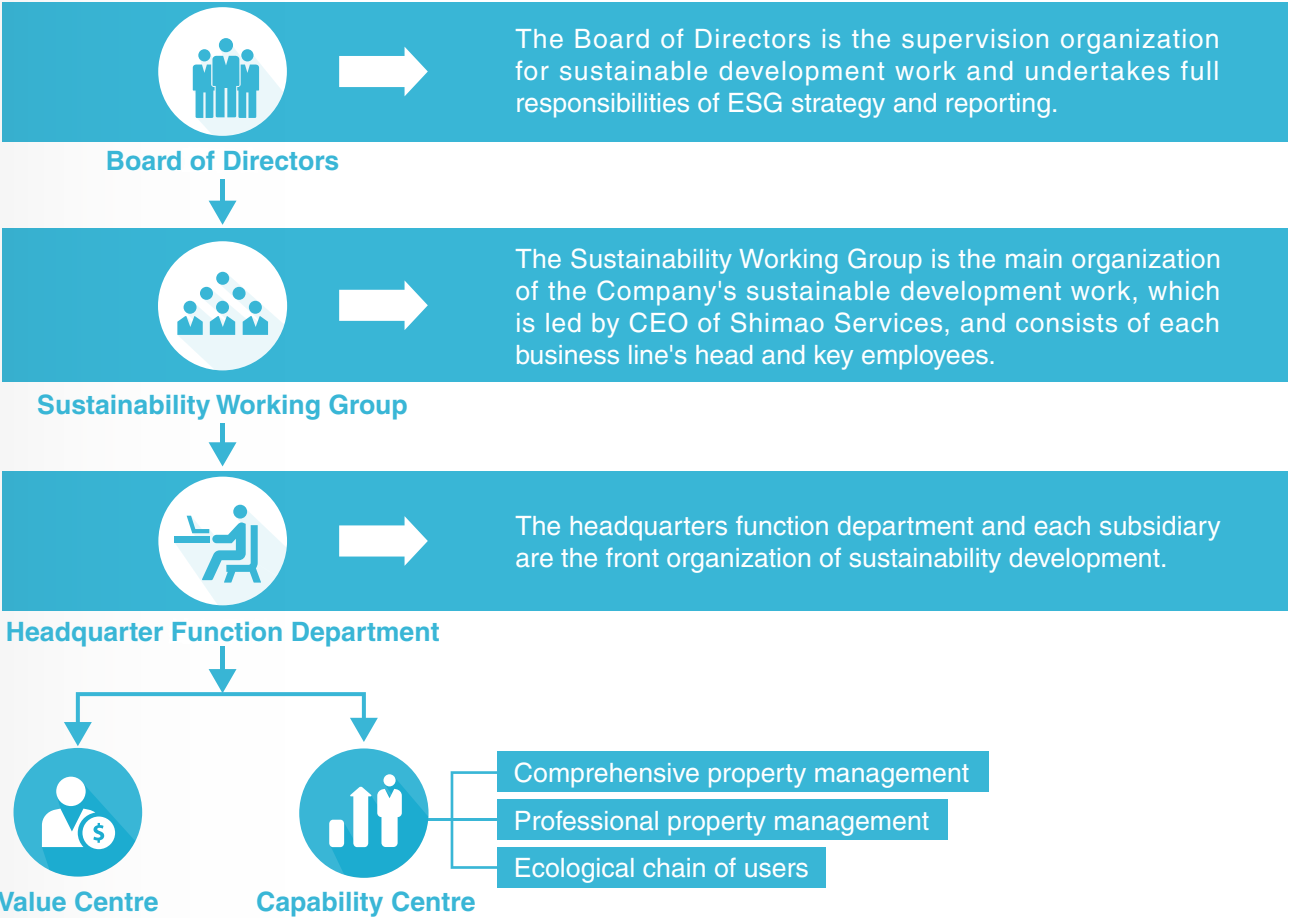 The Board of Directors is the supervision organization
for sustainable development work and undertakes full
responsibilities of ESG strategy and reporting.
Board of Directors
The Sustainability Working Group is the main organization
of the Company's sustainable development work, which
is led by CEO of Shimao Services, and consists of each
business line's head and key employees.
Sustainability Working Group
The headquarters function department and each subsidiary
are the front organization of sustainability development.
Headquarter Function Department
$
Value Centre
Capability Centre
Comprehensive property management
Professional property management
Ecological chain of users